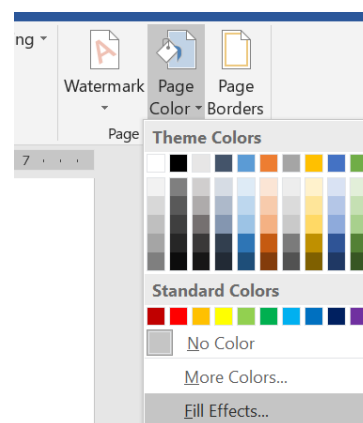 ng
Watermark
Page Color
Page Borders
Page
7
Theme Colors
Standard Colors
No Color
More Colors...
Fill Effects...